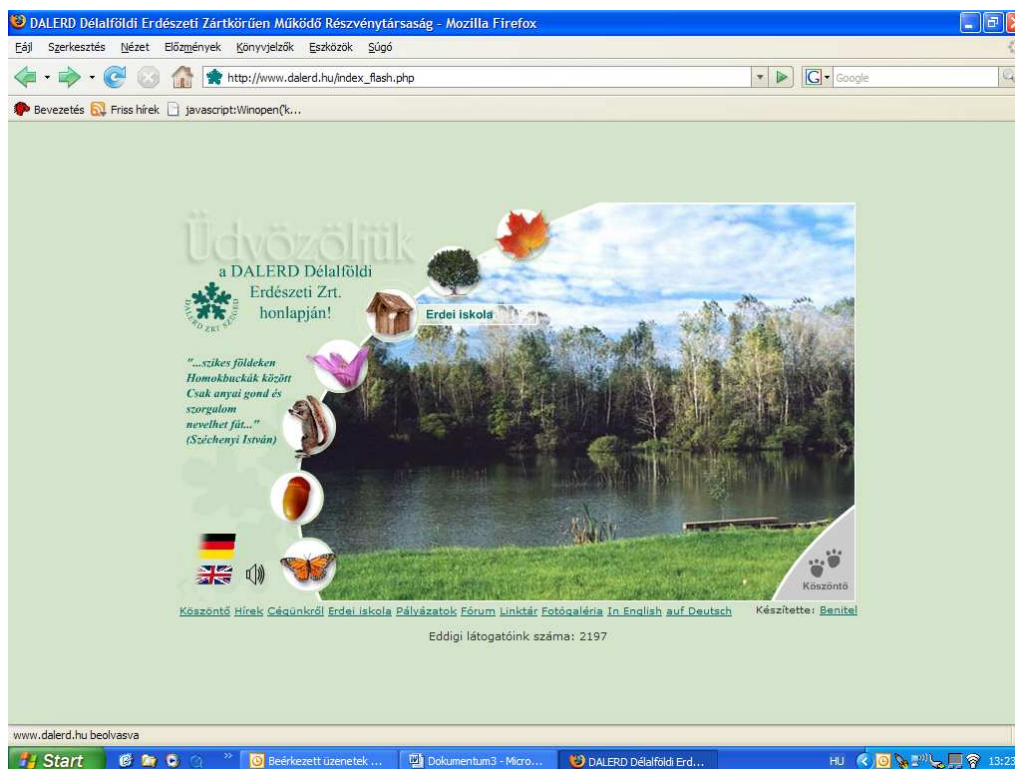 DALERD Délalföldi Erdészeti Zártkörűen Működő Részvénytársaság - Mozilla Firefox
Fájl Szerkesztés Nézet Előzmények Könyvjelzők Eszközök Súgó
http://www.dalerd.hu/index_flash.php
G Google
Bevezetés Friss hírek javascript:Winopen('k...
Üdvözöljük
a DALERD Délalföldi
Erdészeti Zrt.
honlapján!
DALERD ZRT SZEGED
Erdei iskola
"...szikes földeken
Homokbuckák között
Csak anyai gond és
szorgalom
nevelhet fát..."
(Széchenyi István)
Köszöntő
Köszöntő Hírek Cégünkről Erdei iskola Pályázatok Fórum Linktár Fotógaléria In English auf Deutsch Készítette: Benitel
Eddigi látogatóink száma: 2197
www.dalerd.hu beolvasva
Start Beérkezett üzenetek ... Dokumentum3 - Micro... DALERD Délalföldi Erd... HU 13:23